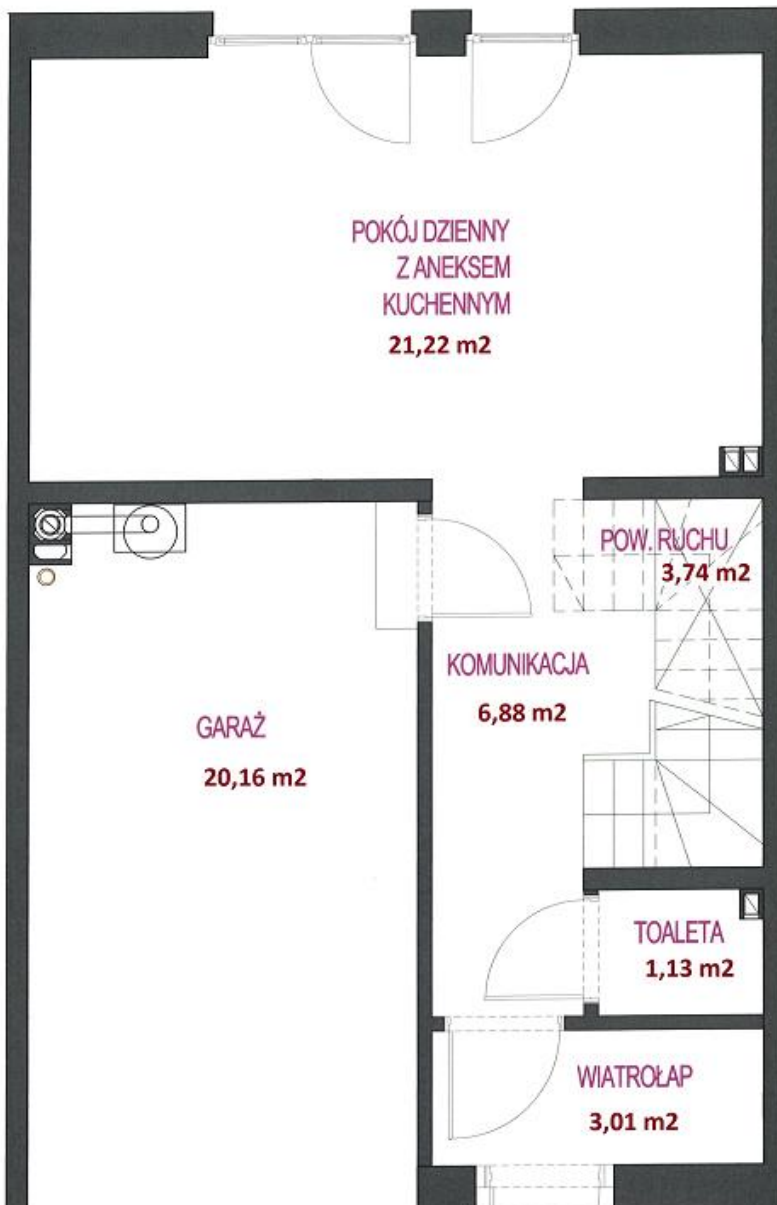 POKÓJ DZIENNY
Z ANEKSEM
KUCHENNYM
21,22 m2
POW. RUCHU
3,74 m2
KOMUNIKACJA
6,88 m2
GARAŻ
20,16 m2
TOALETA
1,13 m2
WIATROŁAP
3,01 m2